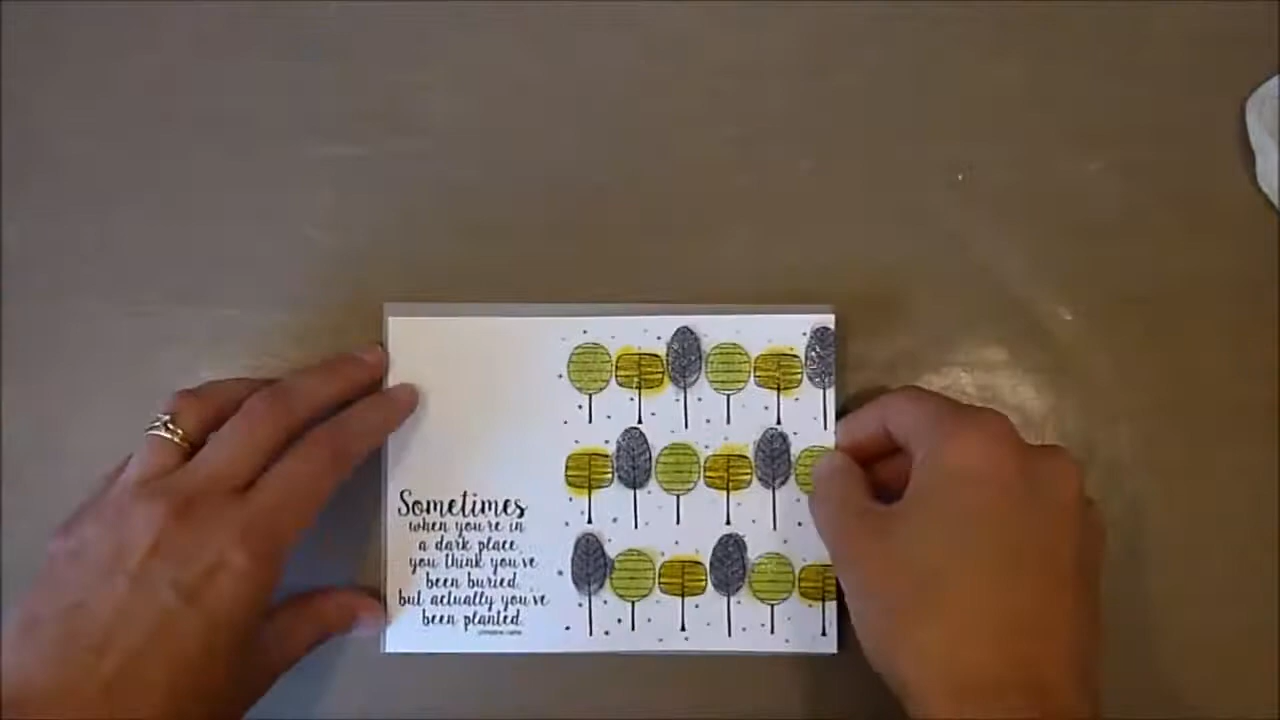 Sometimes
when you're in
a dark place
you think you've
been buried,
but actually you've
been planted.